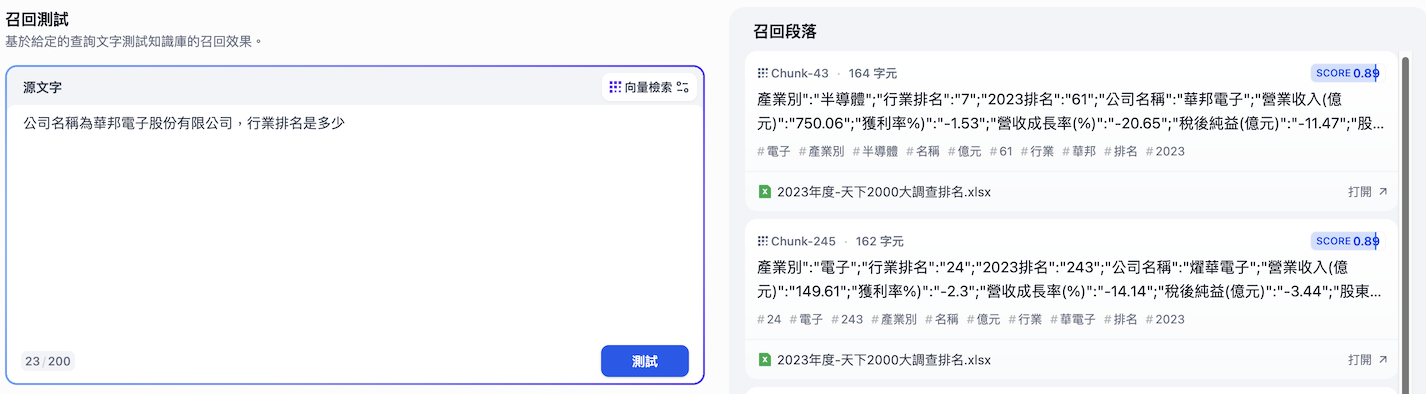 召回測試
基於給定的查詢文字測試知識庫的召回效果。
源文字
向量檢索
公司名稱為華邦電子股份有限公司，行業排名是多少
23/200
測試
召回段落
Chunk-43 · 164 字元
SCORE 0.89
產業別":"半導體";"行業排名":"7";"2023排名":"61";"公司名稱":"華邦電子";"營業收入(億
元)":"750.06";"獲利率%)":"-1.53";"營收成長率(%)":"-20.65";"稅後純益(億元)":"-11.47";"股...
#電子 #產業別 #半導體 #名稱 #億元 #61 #行業 #華邦 #排名 #2023
2023年度-天下2000大調查排名.xlsx
打開
Chunk-245 · 162 字元
SCORE 0.89
產業別":"電子";"行業排名":"24";"2023排名":"243";"公司名稱":"燿華電子";"營業收入(億
元)":"149.61";"獲利率%)":"-2.3";"營收成長率(%)":"-14.14";"稅後純益(億元)":"-3.44";"股東...
#24 #電子 #243 #產業別 #名稱 #億元 #行業 #華電子 #排名 #2023
2023年度-天下2000大調查排名.xlsx
打開